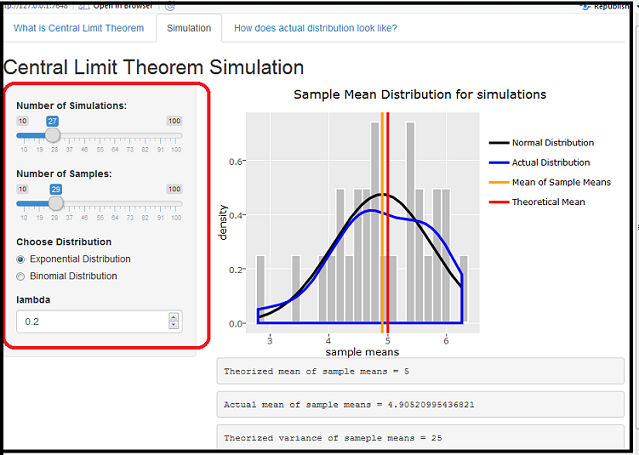 Open in Browser
Republish
What is Central Limit Theorem
Simulation
How does actual distribution look like?
Central Limit Theorem Simulation
Number of Simulations:
10 27 100
10 19 28 37 46 55 64 73 82 91 100
Number of Samples:
10 29 100
10 19 28 37 46 55 64 73 82 91 100
Choose Distribution
Exponential Distribution
Binomial Distribution
lambda
0.2
Sample Mean Distribution for simulations
density
0.6
0.4
0.2
0.0
3 4 5 6
sample means
Normal Distribution
Actual Distribution
Mean of Sample Means
Theoretical Mean
Theorized mean of sample means = 5
Actual mean of sample means = 4.90520995436821
Theorized variance of sameple means = 25